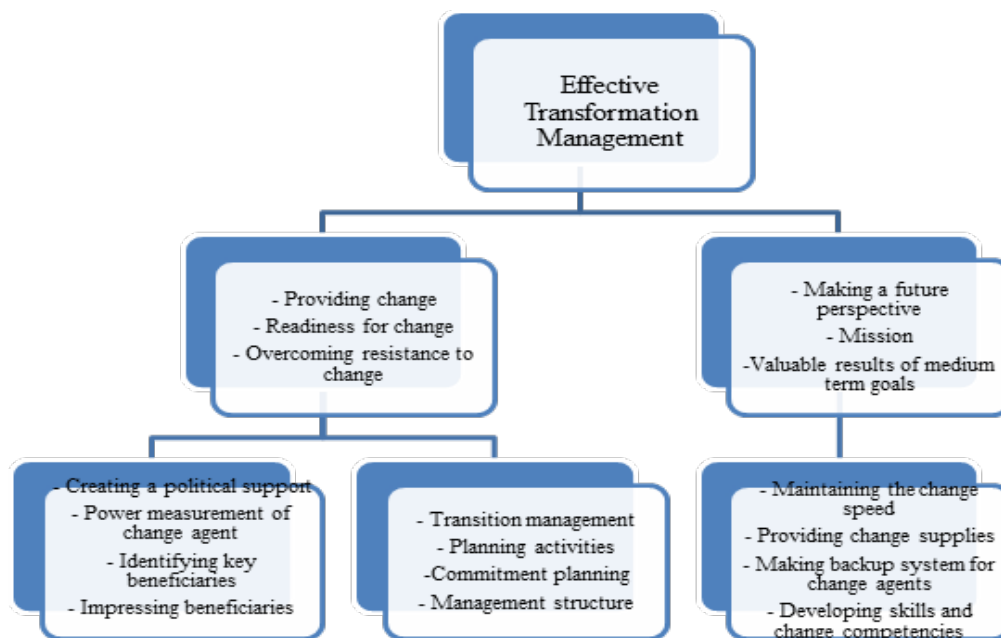 Effective
Transformation
Management
- Providing change
- Readiness for change
- Overcoming resistance to
change
- Making a future
perspective
- Mission
-Valuable results of medium
term goals
- Creating a political support
- Power measurement of
change agent
- Identifying key
beneficiaries
- Impressing beneficiaries
- Transition management
- Planning activities
-Commitment planning
- Management structure
- Maintaining the change
speed
- Providing change supplies
- Making backup system for
change agents
- Developing skills and
change competencies